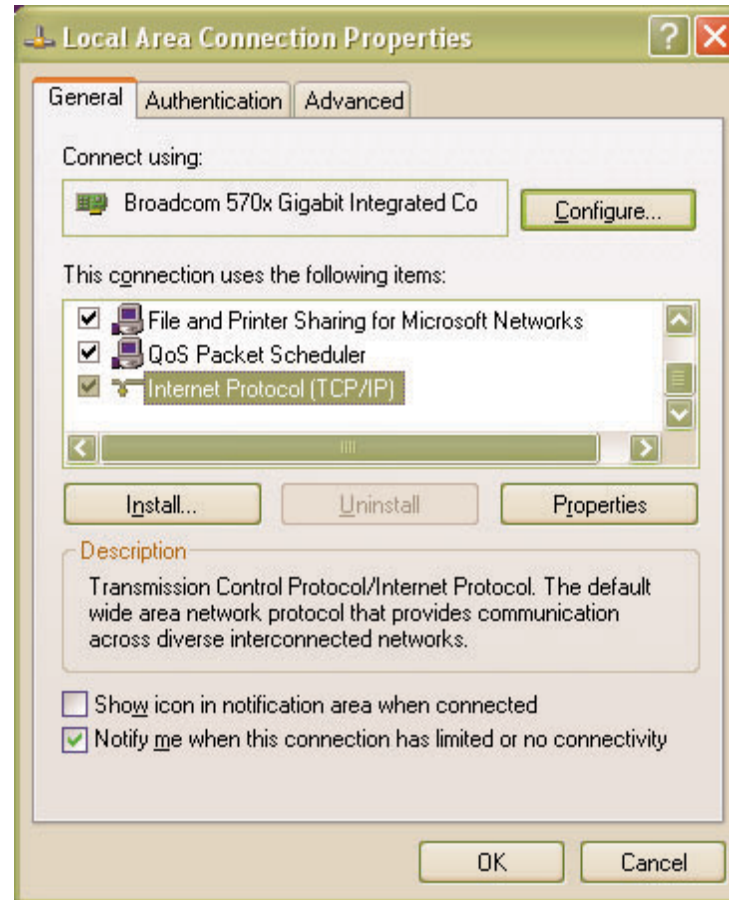 Local Area Connection Properties
General Authentication Advanced
Connect using:
Broadcom 570x Gigabit Integrated Co
Configure...
This connection uses the following items:
File and Printer Sharing for Microsoft Networks
QoS Packet Scheduler
Internet Protocol (TCP/IP)
Install... Uninstall Properties
Description
Transmission Control Protocol/Internet Protocol. The default
wide area network protocol that provides communication
across diverse interconnected networks.
Show icon in notification area when connected
Notify me when this connection has limited or no connectivity
OK Cancel